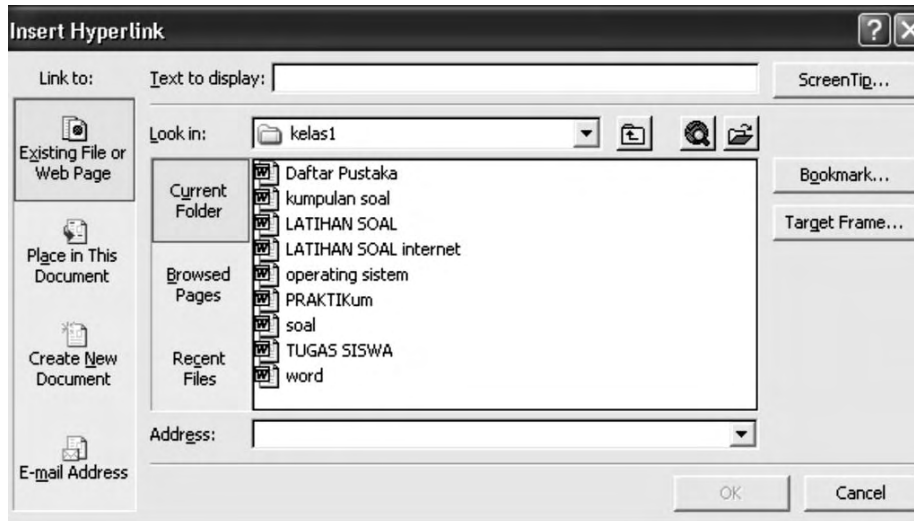 Insert Hyperlink
Link to:
Text to display:
ScreenTip...
Existing File or
Web Page
Look in:
kelas1
Current
Folder
Browsed
Pages
Recent
Files
Daftar Pustaka
kumpulan soal
LATIHAN SOAL
LATIHAN SOAL internet
operating sistem
PRAKTIKum
soal
TUGAS SISWA
word
Bookmark...
Target Frame...
Place in This
Document
Create New
Document
E-mail Address
Address:
OK
Cancel